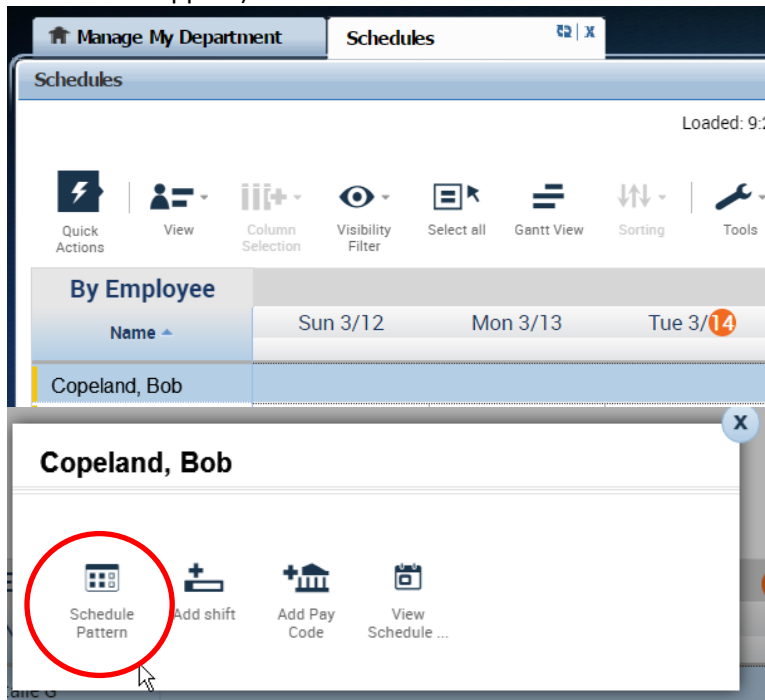 Manage My Department
Schedules
X
Schedules
Loaded: 9:2
Quick Actions
View
Column Selection
Visibility Filter
Select all
Gantt View
Sorting
Tools
By Employee
Name
Sun 3/12
Mon 3/13
Tue 3/14
Copeland, Bob
X
Copeland, Bob
Schedule Pattern
Add shift
Add Pay Code
View Schedule ...